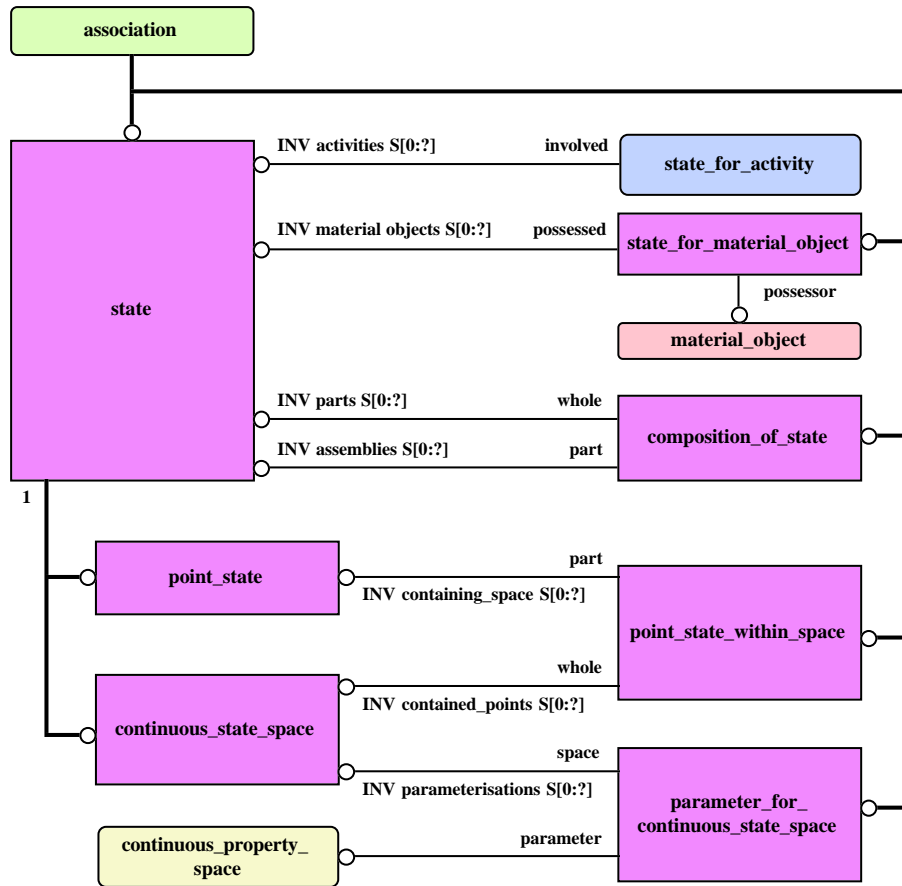 association
INV activities S[0:?]
involved
state_for_activity
INV material objects S[0:?]
possessed
state_for_material_object
possessor
state
material_object
INV parts S[0:?]
whole
composition_of_state
INV assemblies S[0:?]
part
1
point_state
part
INV containing_space S[0:?]
point_state_within_space
whole
INV contained_points S[0:?]
continuous_state_space
space
INV parameterisations S[0:?]
parameter_for_
continuous_state_space
parameter
continuous_property_
space